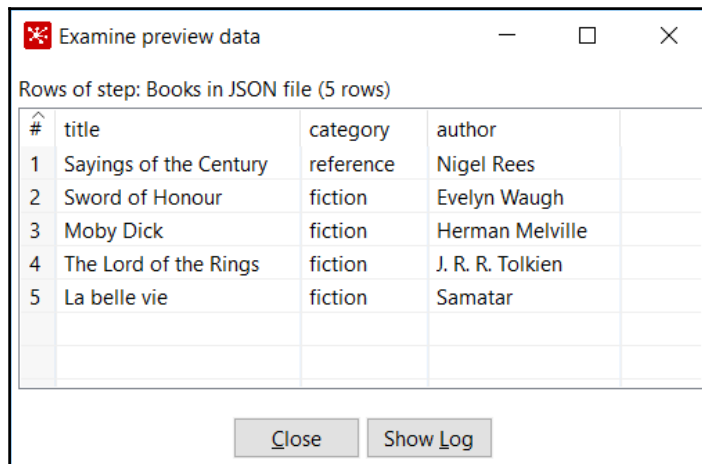 Examine preview data
Rows of step: Books in JSON file (5 rows)
# title category author
1 Sayings of the Century reference Nigel Rees
2 Sword of Honour fiction Evelyn Waugh
3 Moby Dick fiction Herman Melville
4 The Lord of the Rings fiction J. R. R. Tolkien
5 La belle vie fiction Samatar
Close Show Log